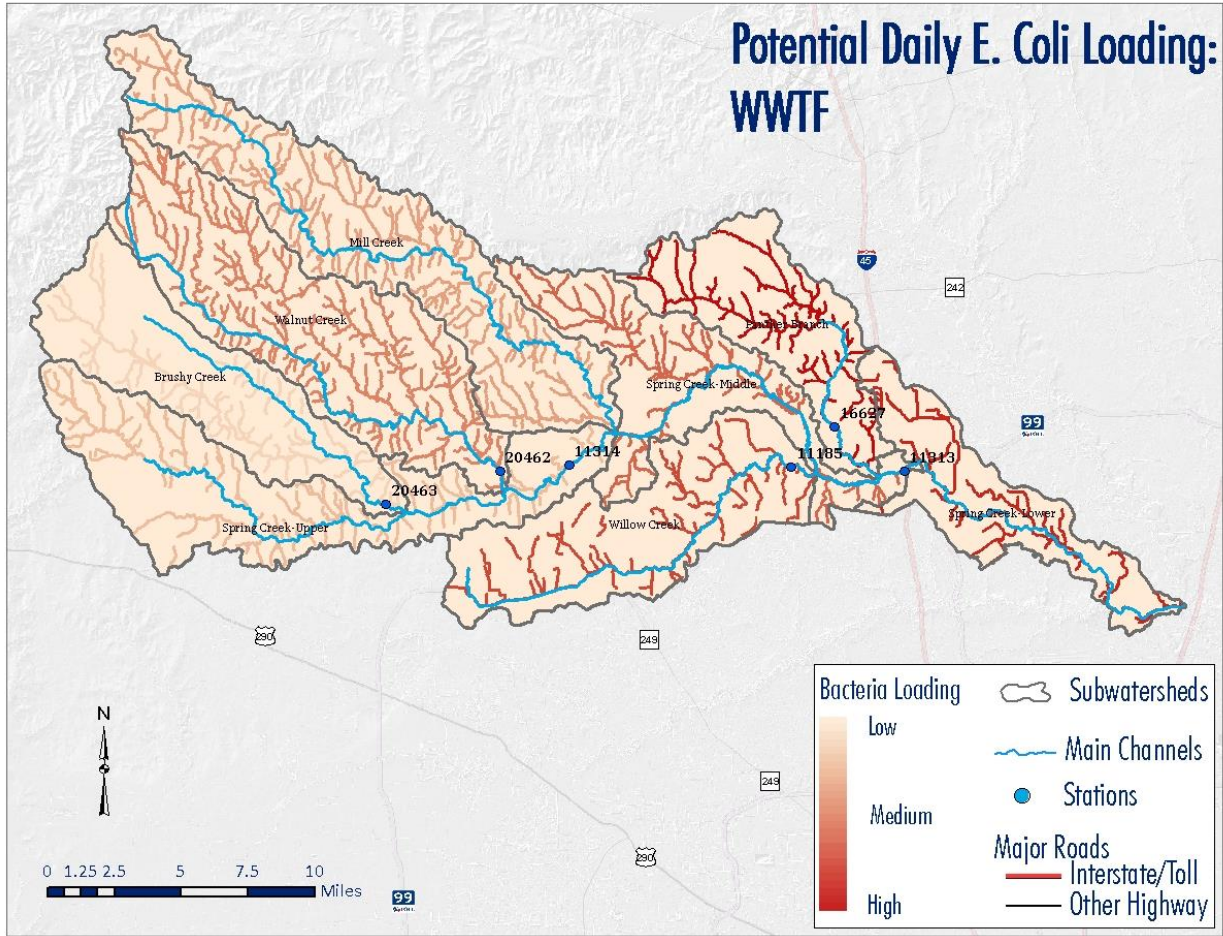 Potential Daily E. Coli Loading:
WWTF
45
242
Mill Creek
Walnut Creek
Panther Branch
Brushy Creek
Spring Creek-Middle
99
16627
20462
11314
11185
11313
20463
Spring Creek-Upper
Willow Creek
Spring Creek-Lower
290
249
N
249
290
99
0 1.25 2.5 5 7.5 10
Miles
Bacteria Loading
Low
Medium
High
Subwatersheds
Main Channels
Stations
Major Roads
Interstate/Toll
Other Highway